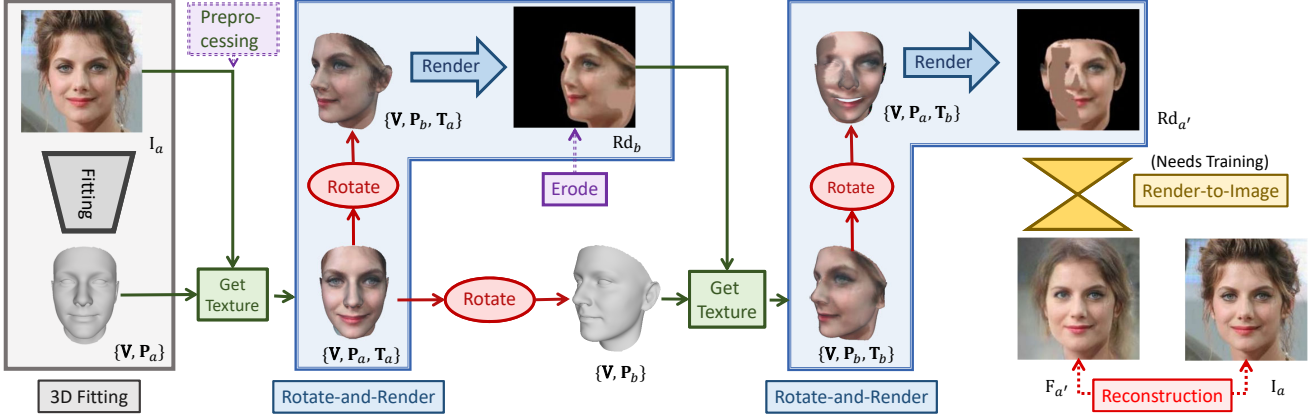 Prepro-
cessing
I_a
Fitting
{V, P_a}
3D Fitting
Get
Texture
Render
{V, P_b, T_a}
Rd_b
Rotate
Erode
{V, P_a, T_a}
Rotate
{V, P_b}
Rotate-and-Render
Get
Texture
Render
{V, P_a, T_b}
Rd_a′
Rotate
{V, P_b, T_b}
Rotate-and-Render
(Needs Training)
Render-to-Image
F_a′
Reconstruction
I_a